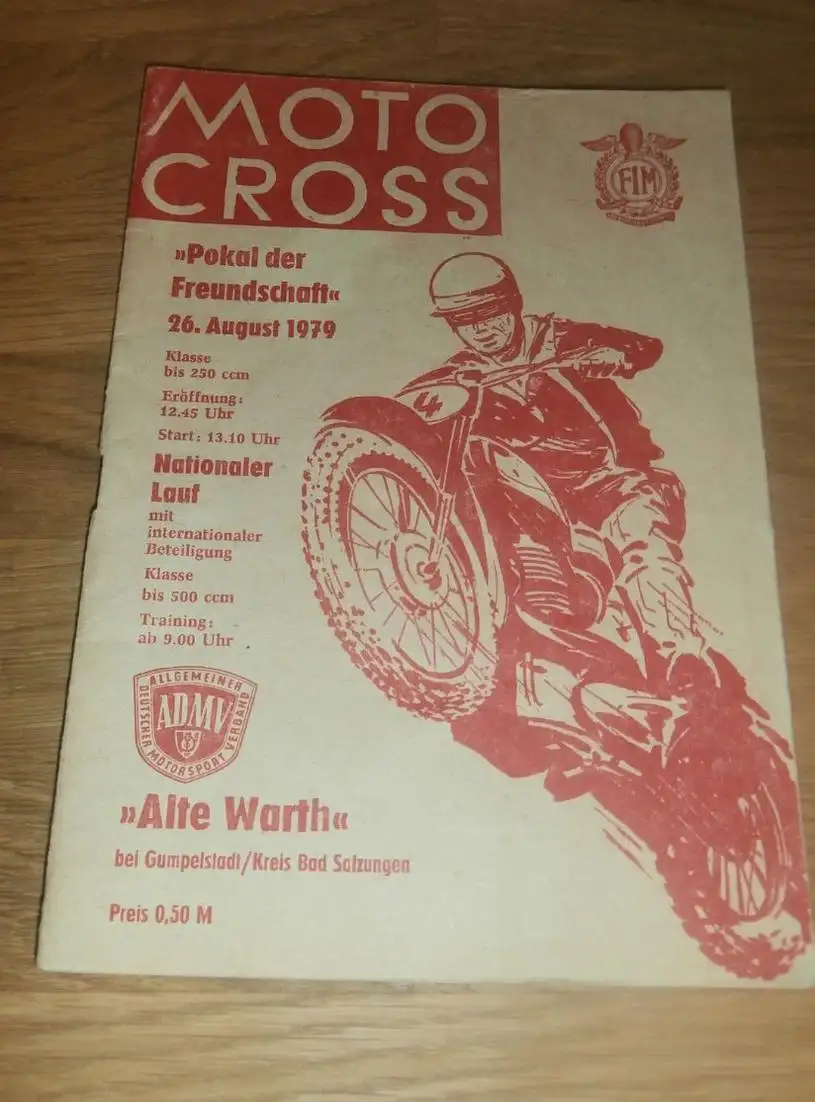 MOTO
CROSS
FIM
»Pokal der
Freundschaft«
26. August 1979
Klasse
bis 250 ccm
Eröffnung:
12.45 Uhr
Start: 13.10 Uhr
Nationaler
Lauf
mit
internationaler
Beteiligung
Klasse
bis 500 ccm
Training:
ab 9.00 Uhr
4
ALLGEMEINER
DEUTSCHER
MOTORSPORT
VERBAND
ADMV
»Alte Warth«
bei Gumpelstadt/Kreis Bad Salzungen
Preis 0,50 M